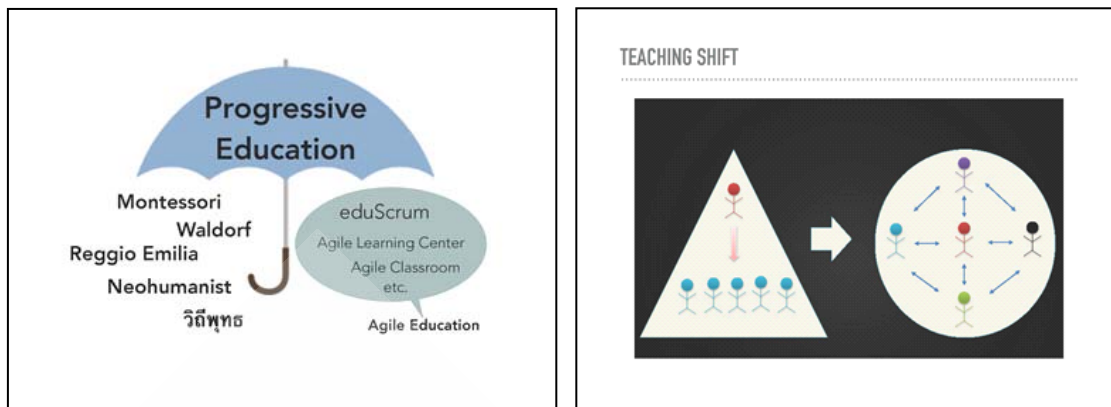 Progressive
Education
Montessori
Waldorf
Reggio Emilia
Neohumanist
วิถีพุทธ
eduScrum
Agile Learning Center
Agile Classroom
etc.
Agile Education
TEACHING SHIFT